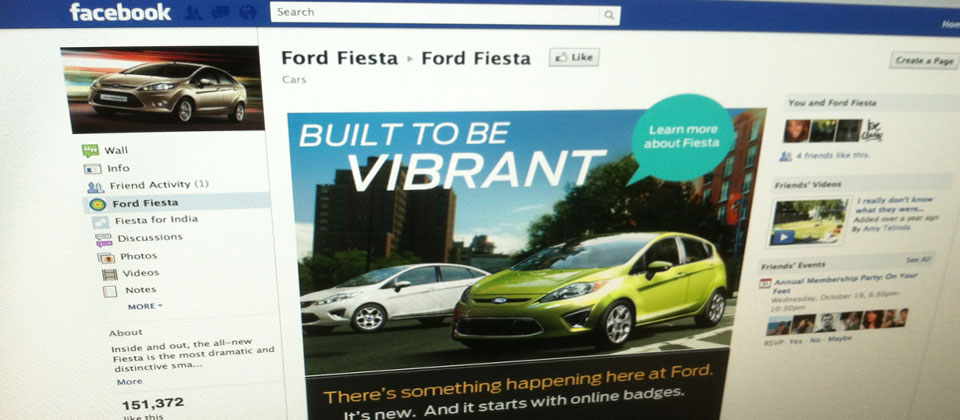 facebook
Search
Hom
Ford Fiesta ▸ Ford Fiesta
Like
Create a Page
Cars
Wall
Info
Friend Activity (1)
Ford Fiesta
Fiesta for India
Discussions
Photos
Videos
Notes
MORE
About
Inside and out, the all-new
Fiesta is the most dramatic and
distinctive sma...
More
151,372
like this
BUILT TO BE
VIBRANT
Learn more
about Fiesta
There's something happening here at Ford.
It's new. And it starts with online badges.
You and Ford Fiesta
4 friends like this.
Friends' Videos
I really don't know
what they were..
Added over a year ago
By Amy Telinda
Friends' Events
See All
Annual Membership Party: On Your
Feet
Wednesday, October 19, 6:30pm-
10:30pm
RSVP: Yes - No - Maybe